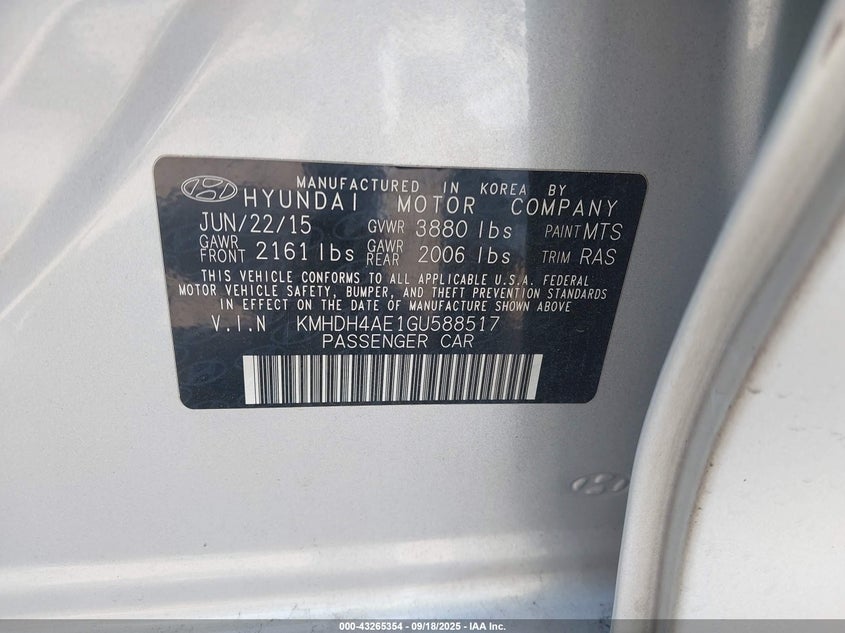 MANUFACTURED IN KOREA BY
HYUNDAI MOTOR COMPANY
JUN/22/15 GVWR 3880 lbs PAINT MTS
GAWR FRONT 2161 lbs GAWR REAR 2006 lbs TRIM RAS
THIS VEHICLE CONFORMS TO ALL APPLICABLE U.S.A. FEDERAL
MOTOR VEHICLE SAFETY, BUMPER, AND THEFT PREVENTION STANDARDS
IN EFFECT ON THE DATE OF MANUFACTURE SHOWN ABOVE
V.I.N KMHDH4AE1GU588517
PASSENGER CAR
000-43265354 - 09/18/2025 - IAA Inc.